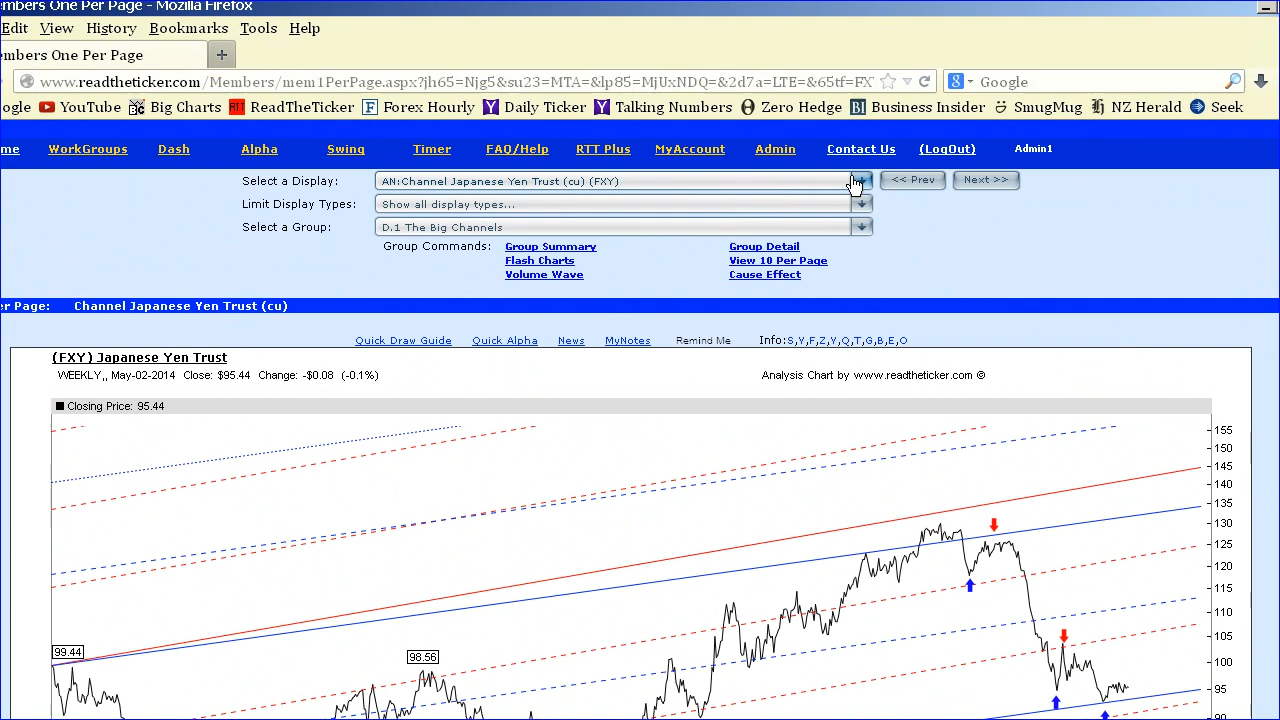 mbers One Per Page - Mozilla Firefox
Edit View History Bookmarks Tools Help
embers One Per Page +
www.readtheticker.com/Members/mem1PerPage.aspx?jh65=Njg5&su23=MTA=&lp85=MjUxNDQ=&2d7a=LTE=&65tf=FX Google
ogle YouTube Big Charts ReadTheTicker Forex Hourly Daily Ticker Talking Numbers Zero Hedge Business Insider SmugMug NZ Herald Seek
me WorkGroups Dash Alpha Swing Timer FAQ/Help RTT Plus MyAccount Admin Contact Us (LogOut) Admin1
Select a Display: AN:Channel Japanese Yen Trust (cu) (FXY) << Prev Next >>
Limit Display Types: Show all display types...
Select a Group: D.1 The Big Channels
Group Commands: Group Summary Group Detail
Flash Charts View 10 Per Page
Volume Wave Cause Effect
er Page: Channel Japanese Yen Trust (cu)
Quick Draw Guide Quick Alpha News MyNotes Remind Me Info:S,Y,F,Z,Y,Q,T,G,B,E,O
(FXY) Japanese Yen Trust
WEEKLY,, May-02-2014 Close: $95.44 Change: -$0.08 (-0.1%) Analysis Chart by www.readtheticker.com ©
Closing Price: 95.44
155
150
145
140
135
130
125
120
115
110
105
99.44
98.56
100
95
90